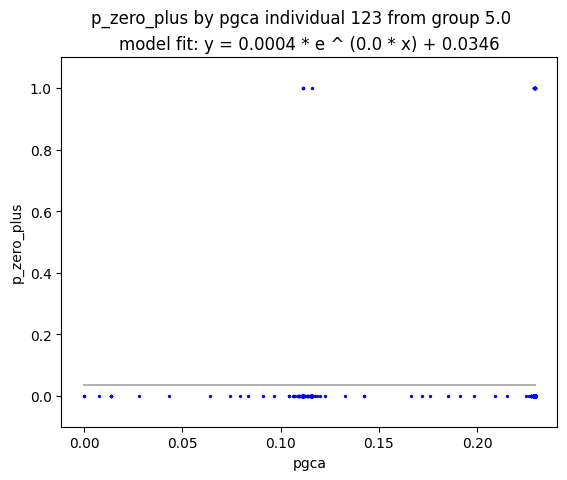 p_zero_plus by pgca individual 123 from group 5.0
model fit: y = 0.0004 * e ^ (0.0 * x) + 0.0346
1.0
0.8
0.6
0.4
0.2
0.0
p_zero_plus
0.00 0.05 0.10 0.15 0.20
pgca